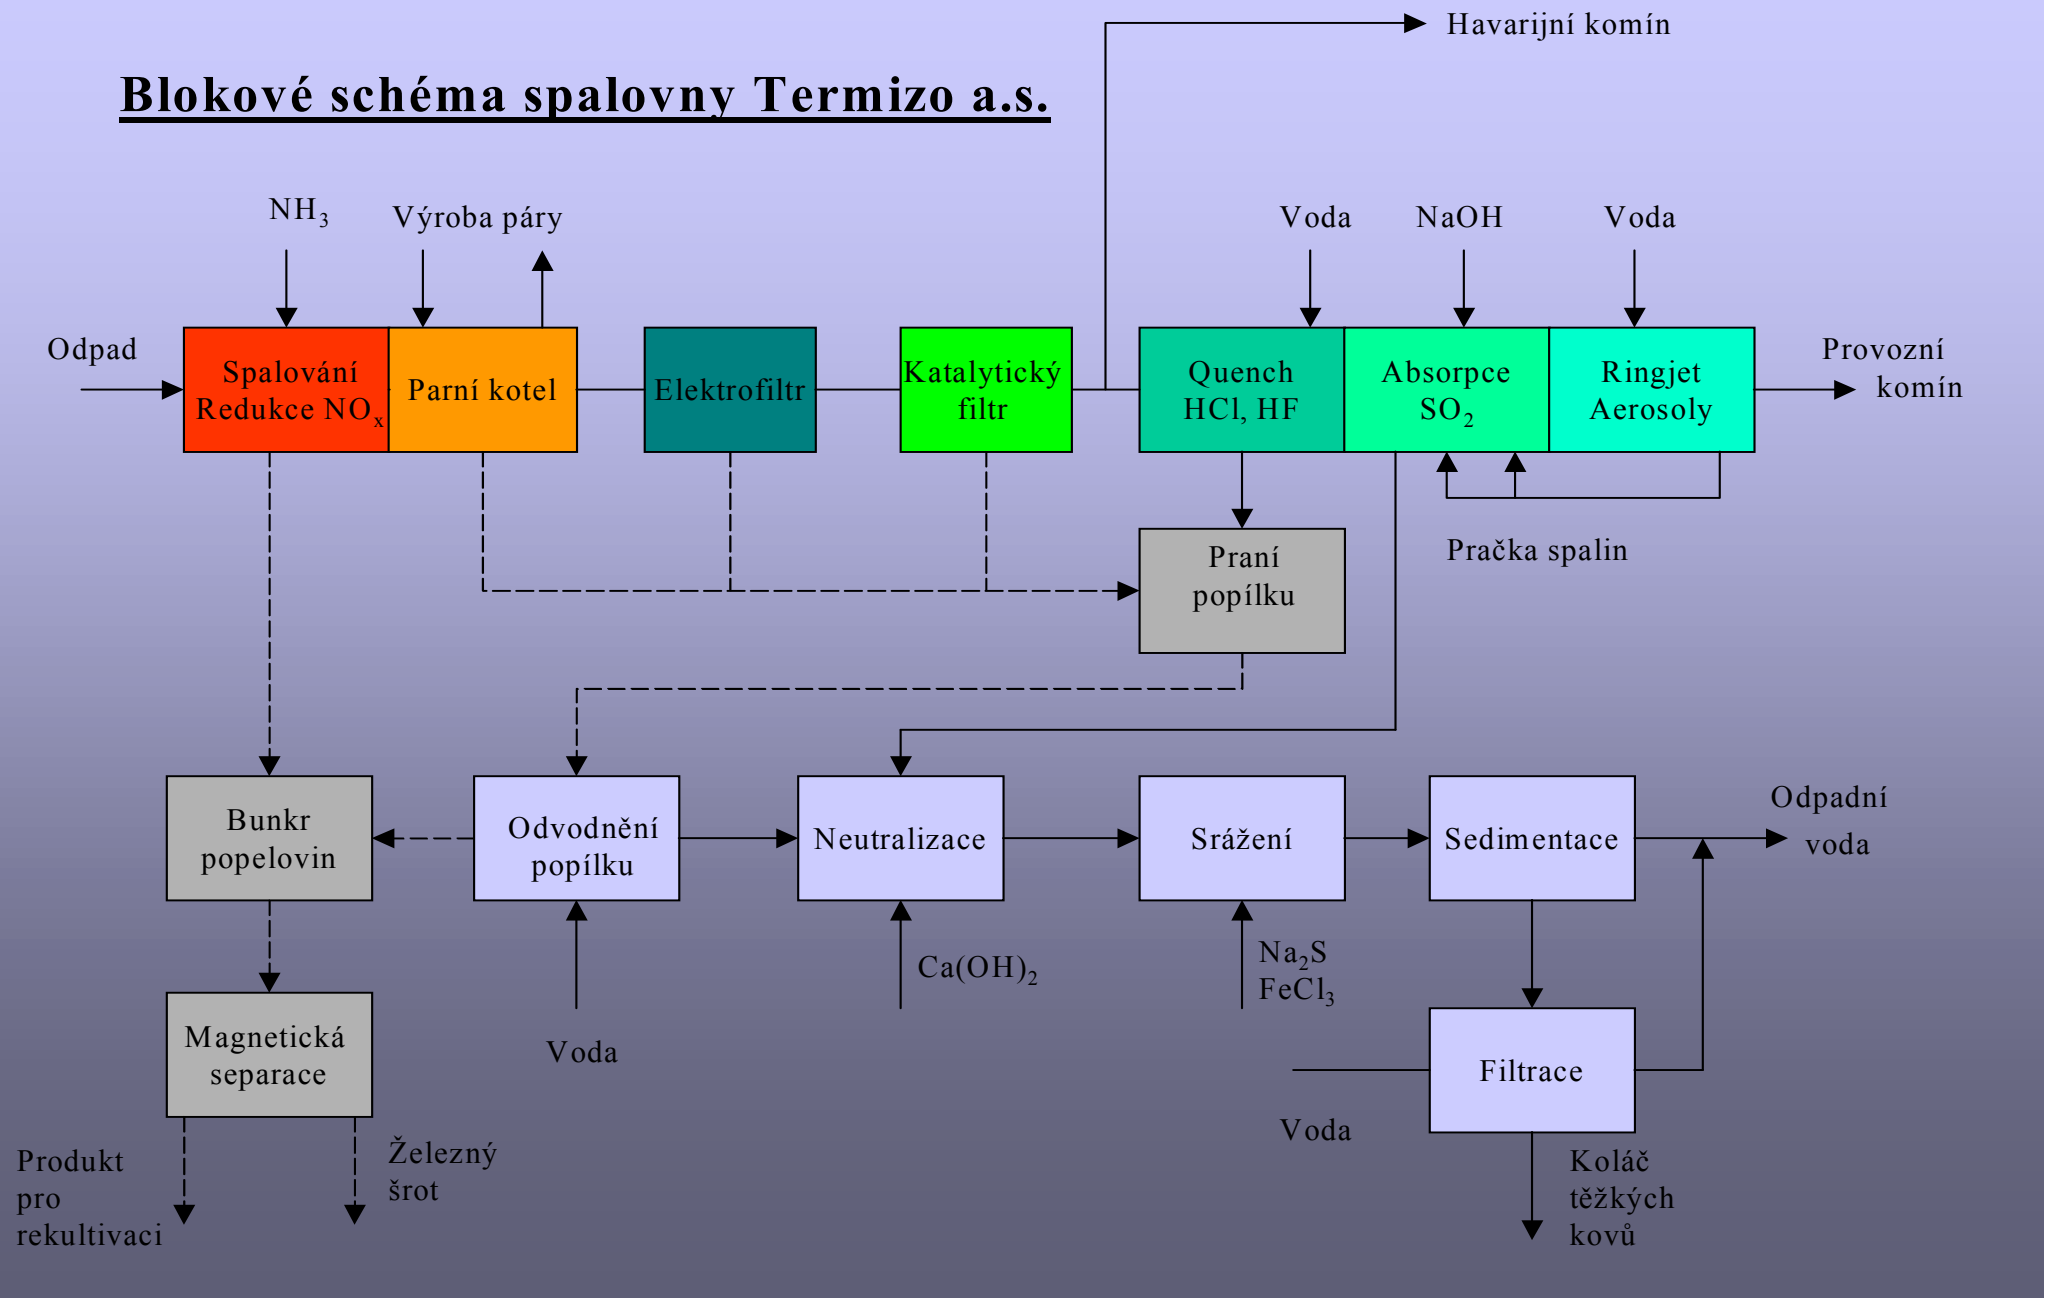 Havarijní komín
Blokové schéma spalovny Termizo a.s.
NH₃
Výroba páry
Voda
NaOH
Voda
Odpad
Spalování
Redukce NOₓ
Parní kotel
Elektrofiltr
Katalytický
filtr
Quench
HCl, HF
Absorpce
SO₂
Ringjet
Aerosoly
Provozní
komín
Praní
popílku
Pračka spalin
Bunkr
popelovin
Odvodnění
popílku
Neutralizace
Srážení
Sedimentace
Odpadní
voda
Ca(OH)₂
Na₂S
FeCl₃
Magnetická
separace
Voda
Filtrace
Voda
Produkt
pro
rekultivaci
Železný
šrot
Koláč
těžkých
kovů